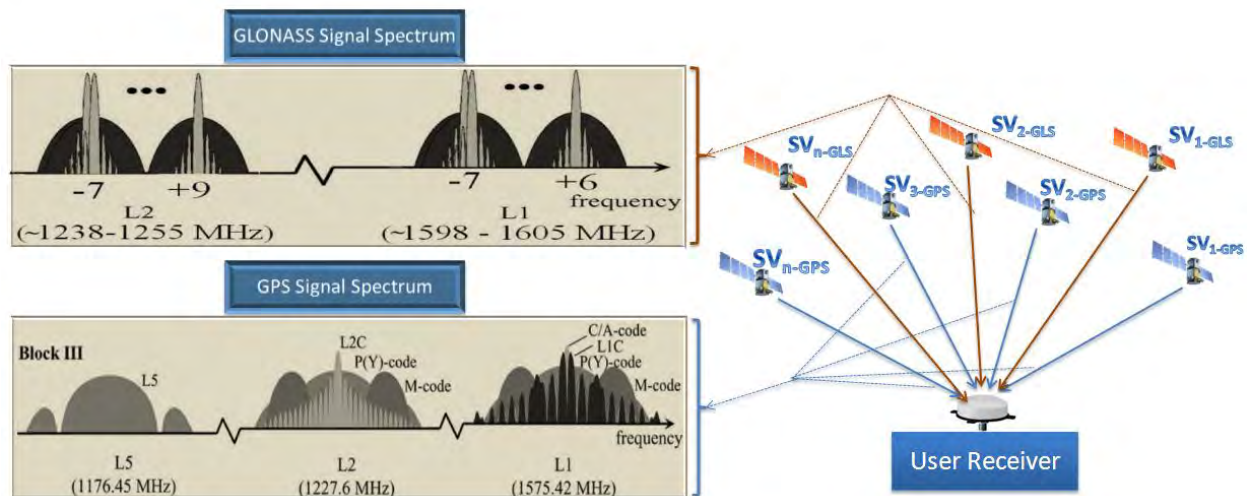 GLONASS Signal Spectrum
-7
+9
-7
+6
frequency
L2
L1
(~1238-1255 MHz)
(~1598 - 1605 MHz)
GPS Signal Spectrum
Block III
L5
L2C
P(Y)-code
M-code
C/A-code
L1C
P(Y)-code
M-code
frequency
L5
(1176.45 MHz)
L2
(1227.6 MHz)
L1
(1575.42 MHz)
SVn-GLS
SV2-GLS
SV1-GLS
SV3-GPS
SV2-GPS
SVn-GPS
SV1-GPS
User Receiver